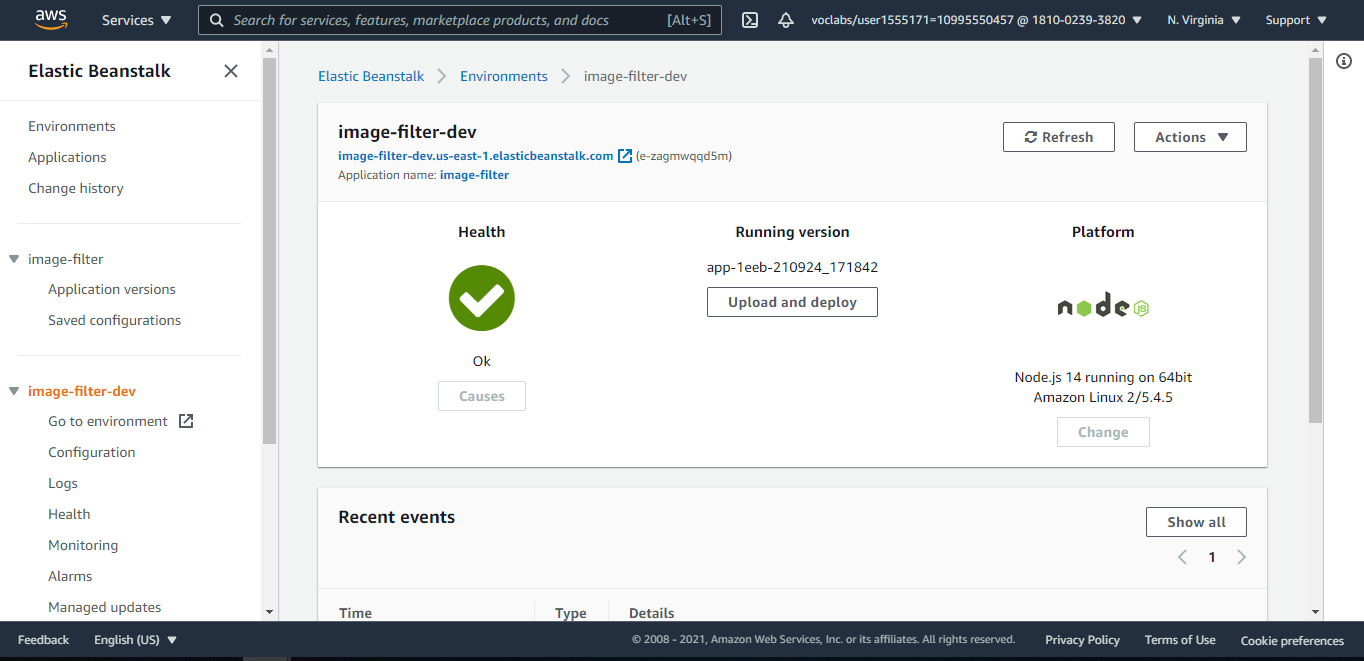 aws Services Search for services, features, marketplace products, and docs [Alt+S] voclabs/user1555171=10995550457 @ 1810-0239-3820 N. Virginia Support
Elastic Beanstalk
Environments
Applications
Change history
image-filter
Application versions
Saved configurations
image-filter-dev
Go to environment
Configuration
Logs
Health
Monitoring
Alarms
Managed updates
Elastic Beanstalk Environments image-filter-dev
image-filter-dev
Refresh Actions
image-filter-dev.us-east-1.elasticbeanstalk.com (e-zagmwqqd5m)
Application name: image-filter
Health
Ok
Causes
Running version
app-1eeb-210924_171842
Upload and deploy
Platform
node JS
Node.js 14 running on 64bit
Amazon Linux 2/5.4.5
Change
Recent events
Show all
1
Time Type Details
Feedback English (US) © 2008 - 2021, Amazon Web Services, Inc. or its affiliates. All rights reserved. Privacy Policy Terms of Use Cookie preferences